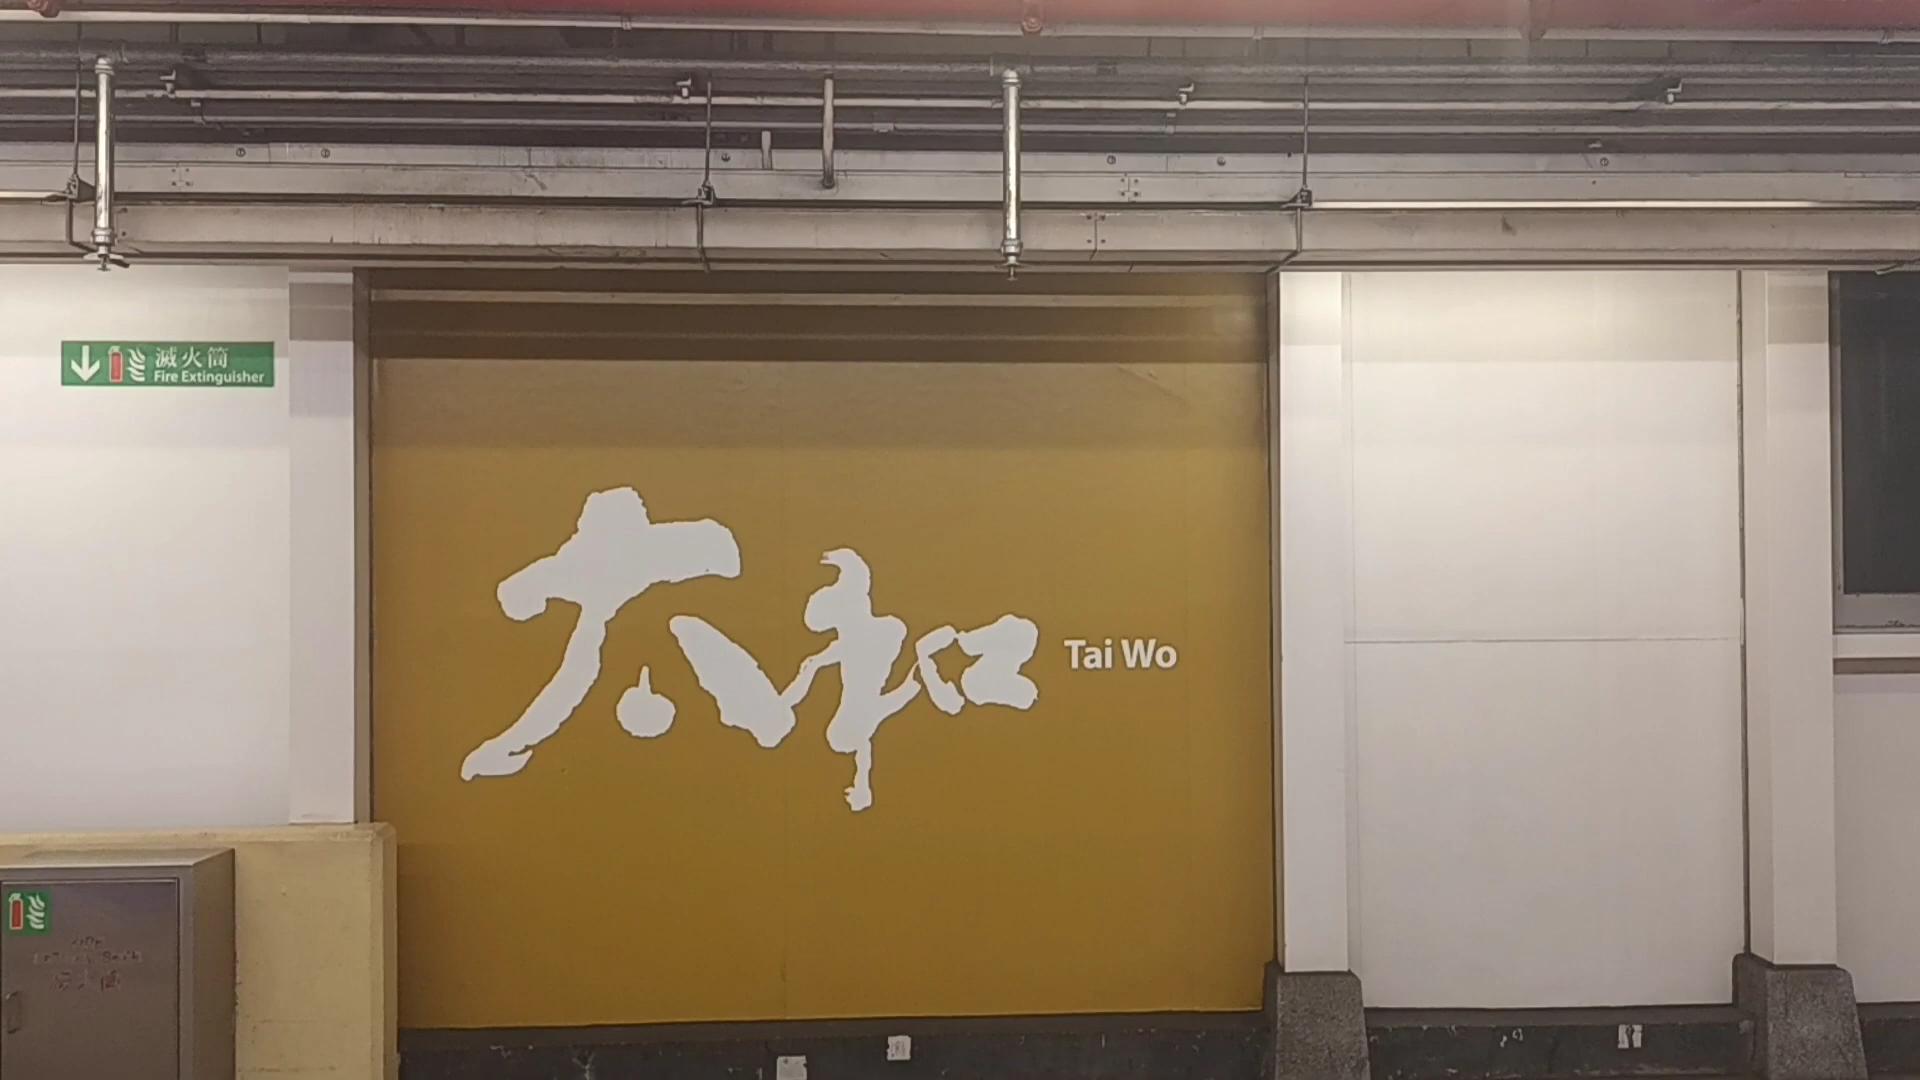 滅火筒
Fire Extinguisher
太和
Tai Wo